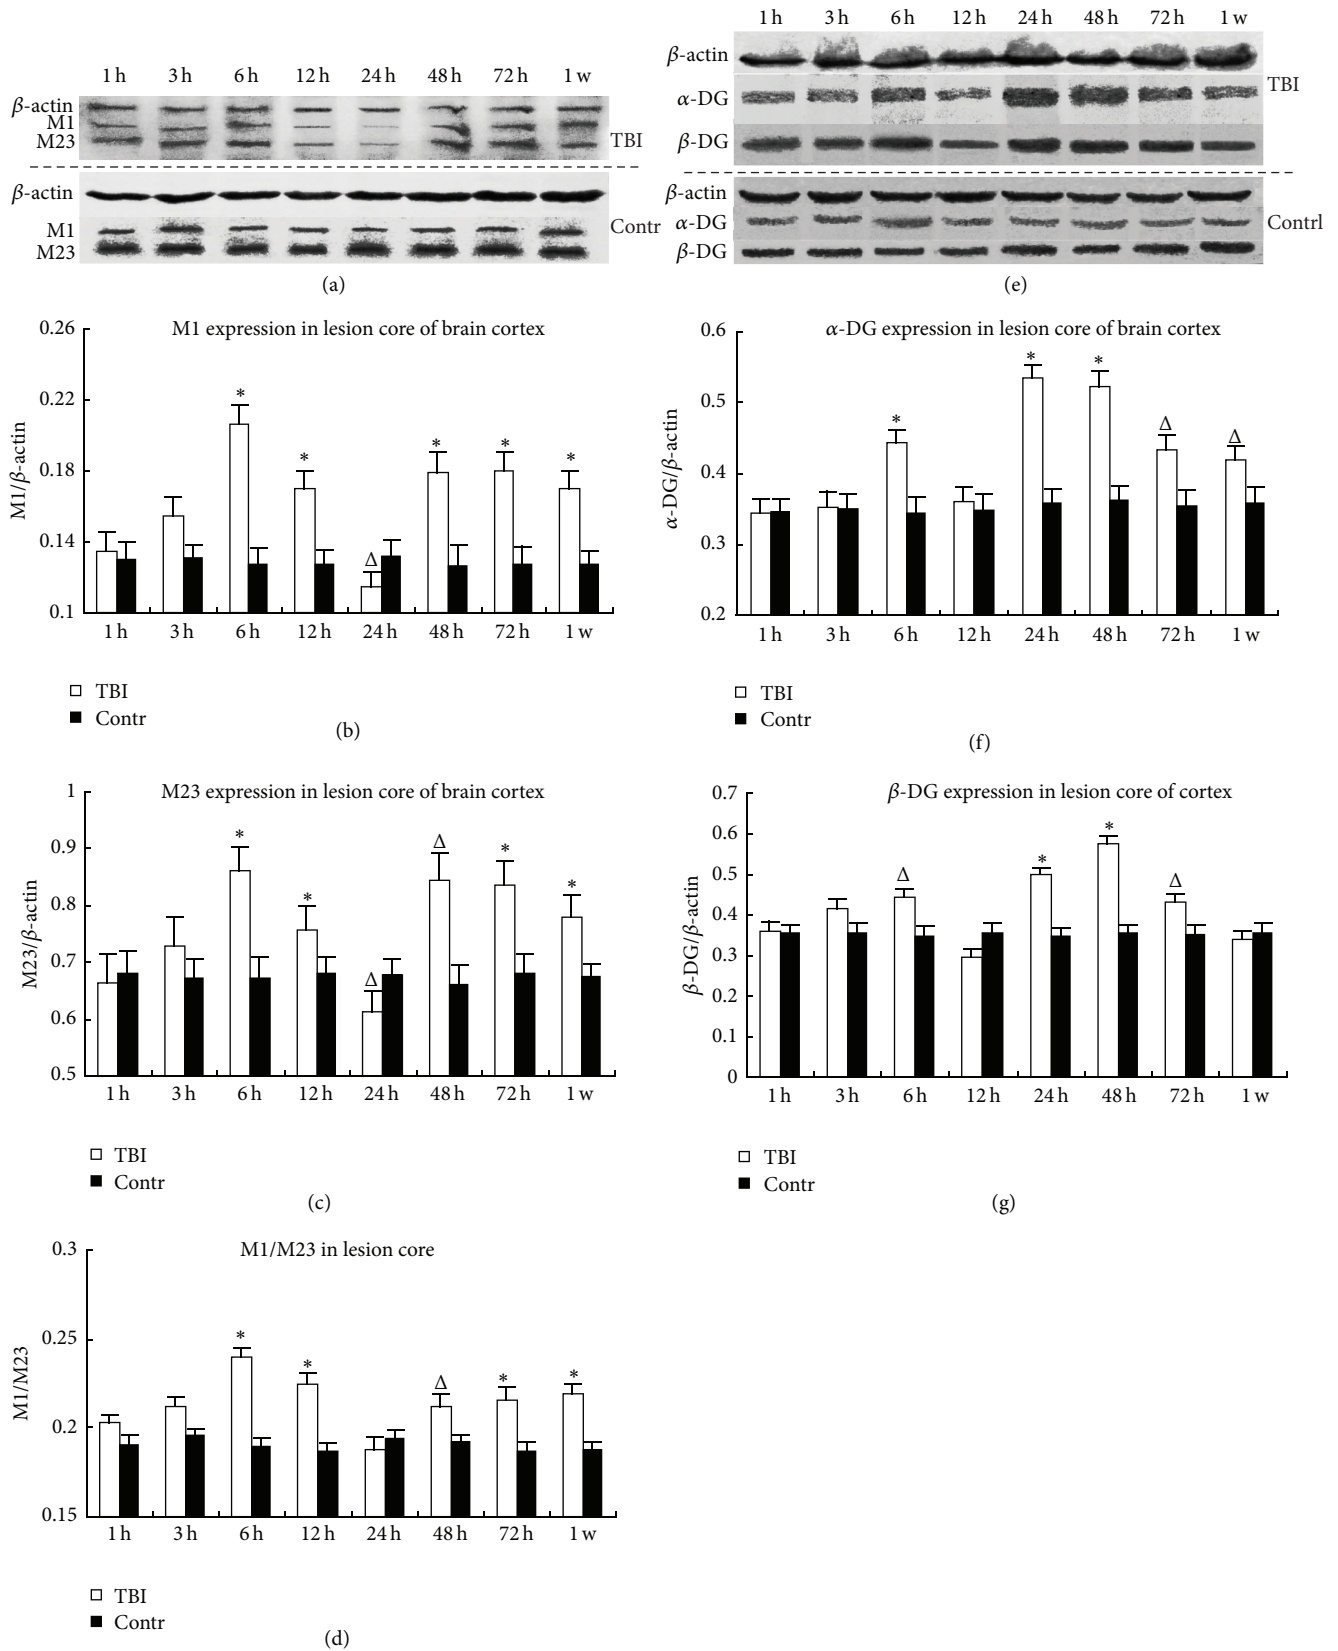 1 h 3 h 6 h 12 h 24 h 48 h 72 h 1 w
β-actin
M1
M23
TBI
β-actin
M1
Contr
M23
(a)
M1 expression in lesion core of brain cortex
0.26
0.22
0.18
0.14
0.1
M1/β-actin
* * Δ * * *
1 h 3 h 6 h 12 h 24 h 48 h 72 h 1 w
TBI
Contr
(b)
M23 expression in lesion core of brain cortex
1
0.9
0.8
0.7
0.6
0.5
M23/β-actin
* * Δ Δ * *
1 h 3 h 6 h 12 h 24 h 48 h 72 h 1 w
TBI
Contr
(c)
M1/M23 in lesion core
0.3
0.25
0.2
0.15
M1/M23
* * Δ * *
1 h 3 h 6 h 12 h 24 h 48 h 72 h 1 w
TBI
Contr
(d)
1 h 3 h 6 h 12 h 24 h 48 h 72 h 1 w
β-actin
TBI
α-DG
β-DG
β-actin
α-DG
Contrl
β-DG
(e)
α-DG expression in lesion core of brain cortex
0.6
0.5
0.4
0.3
0.2
α-DG/β-actin
* * * Δ Δ
1 h 3 h 6 h 12 h 24 h 48 h 72 h 1 w
TBI
Contr
(f)
β-DG expression in lesion core of cortex
0.7
0.6
0.5
0.4
0.3
0.2
0.1
0
β-DG/β-actin
Δ * * Δ
1 h 3 h 6 h 12 h 24 h 48 h 72 h 1 w
TBI
Contr
(g)